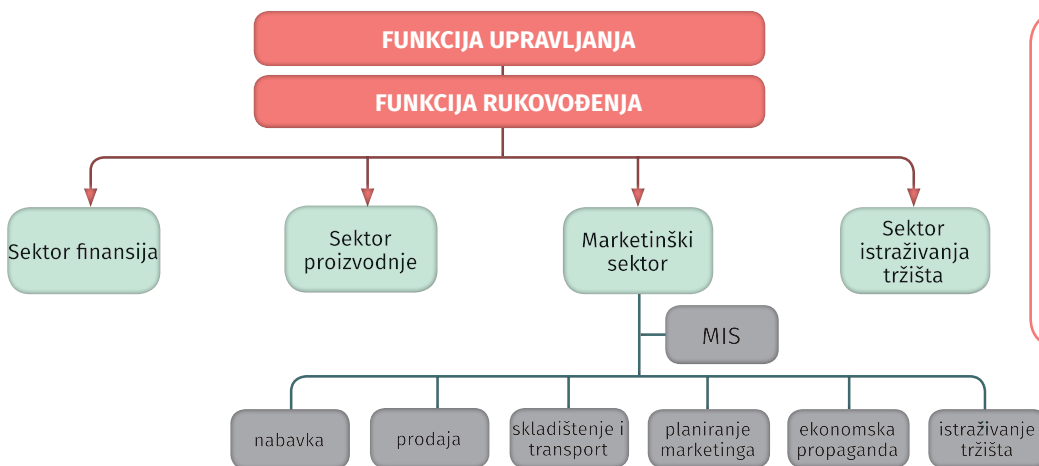 FUNKCIJA UPRAVLJANJA
FUNKCIJA RUKOVOĐENJA
Sektor finansija
Sektor
proizvodnje
Marketinški
sektor
Sektor
istraživanja
tržišta
MIS
nabavka
prodaja
skladištenje i
transport
planiranje
marketinga
ekonomska
propaganda
istraživanje
tržišta